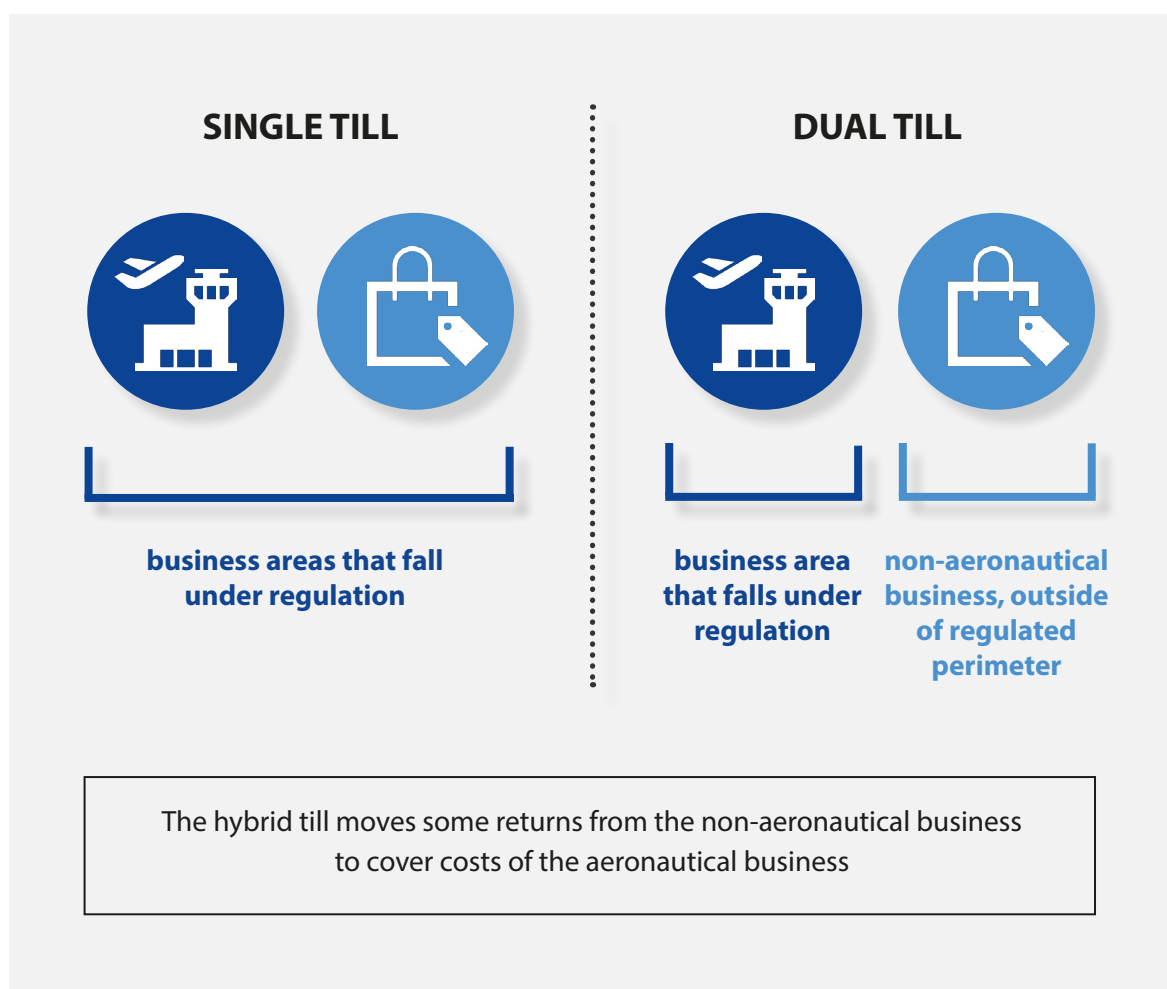 SINGLE TILL
DUAL TILL
business areas that fall
under regulation
business area
that falls under
regulation
non-aeronautical
business, outside
of regulated
perimeter
The hybrid till moves some returns from the non-aeronautical business
to cover costs of the aeronautical business